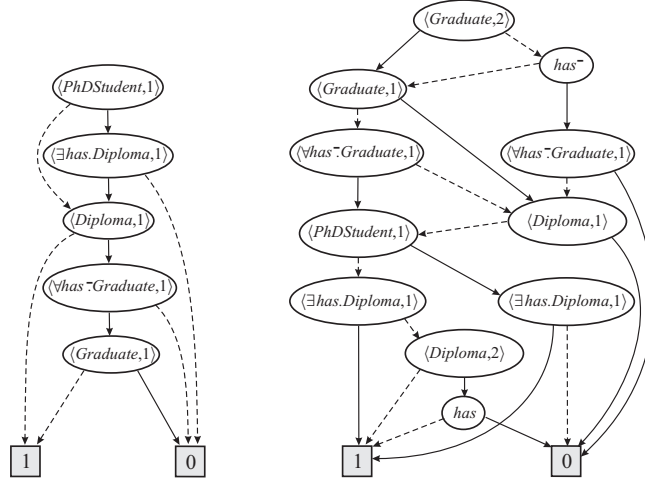 ⟨PhDStudent,1⟩
⟨∃has.Diploma,1⟩
⟨Diploma,1⟩
⟨∀has⁻.Graduate,1⟩
⟨Graduate,1⟩
1
0
⟨Graduate,2⟩
has⁻
⟨Graduate,1⟩
⟨∀has⁻.Graduate,1⟩
⟨∀has⁻.Graduate,1⟩
⟨Diploma,1⟩
⟨PhDStudent,1⟩
⟨∃has.Diploma,1⟩
⟨∃has.Diploma,1⟩
⟨Diploma,2⟩
has
1
0